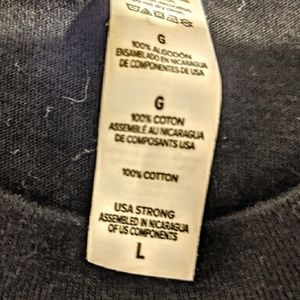 G
100% ALGODÓN
ENSAMBLADO EN NICARAGUA
DE COMPONENTES DE USA
G
100% COTON
ASSEMBLÉ AU NICARAGUA
DE COMPOSANTS USA
100% COTTON
USA STRONG
ASSEMBLED IN NICARAGUA
OF US COMPONENTS
L